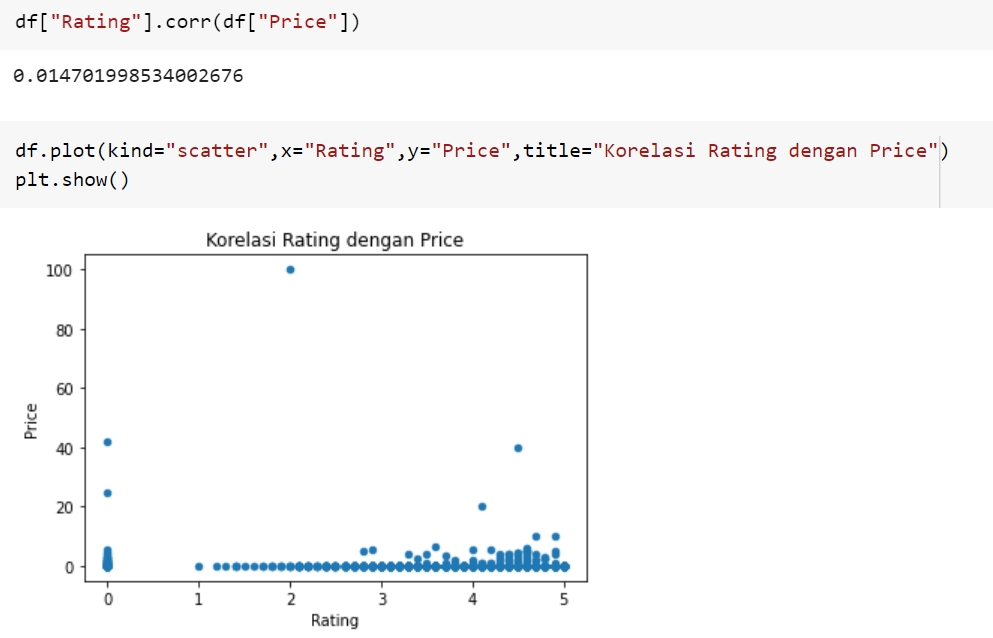 df["Rating"].corr(df["Price"])
0.014701998534002676
df.plot(kind="scatter",x="Rating",y="Price",title="Korelasi Rating dengan Price")
plt.show()
Korelasi Rating dengan Price
100
80
60
40
20
0
Price
0 1 2 3 4 5
Rating